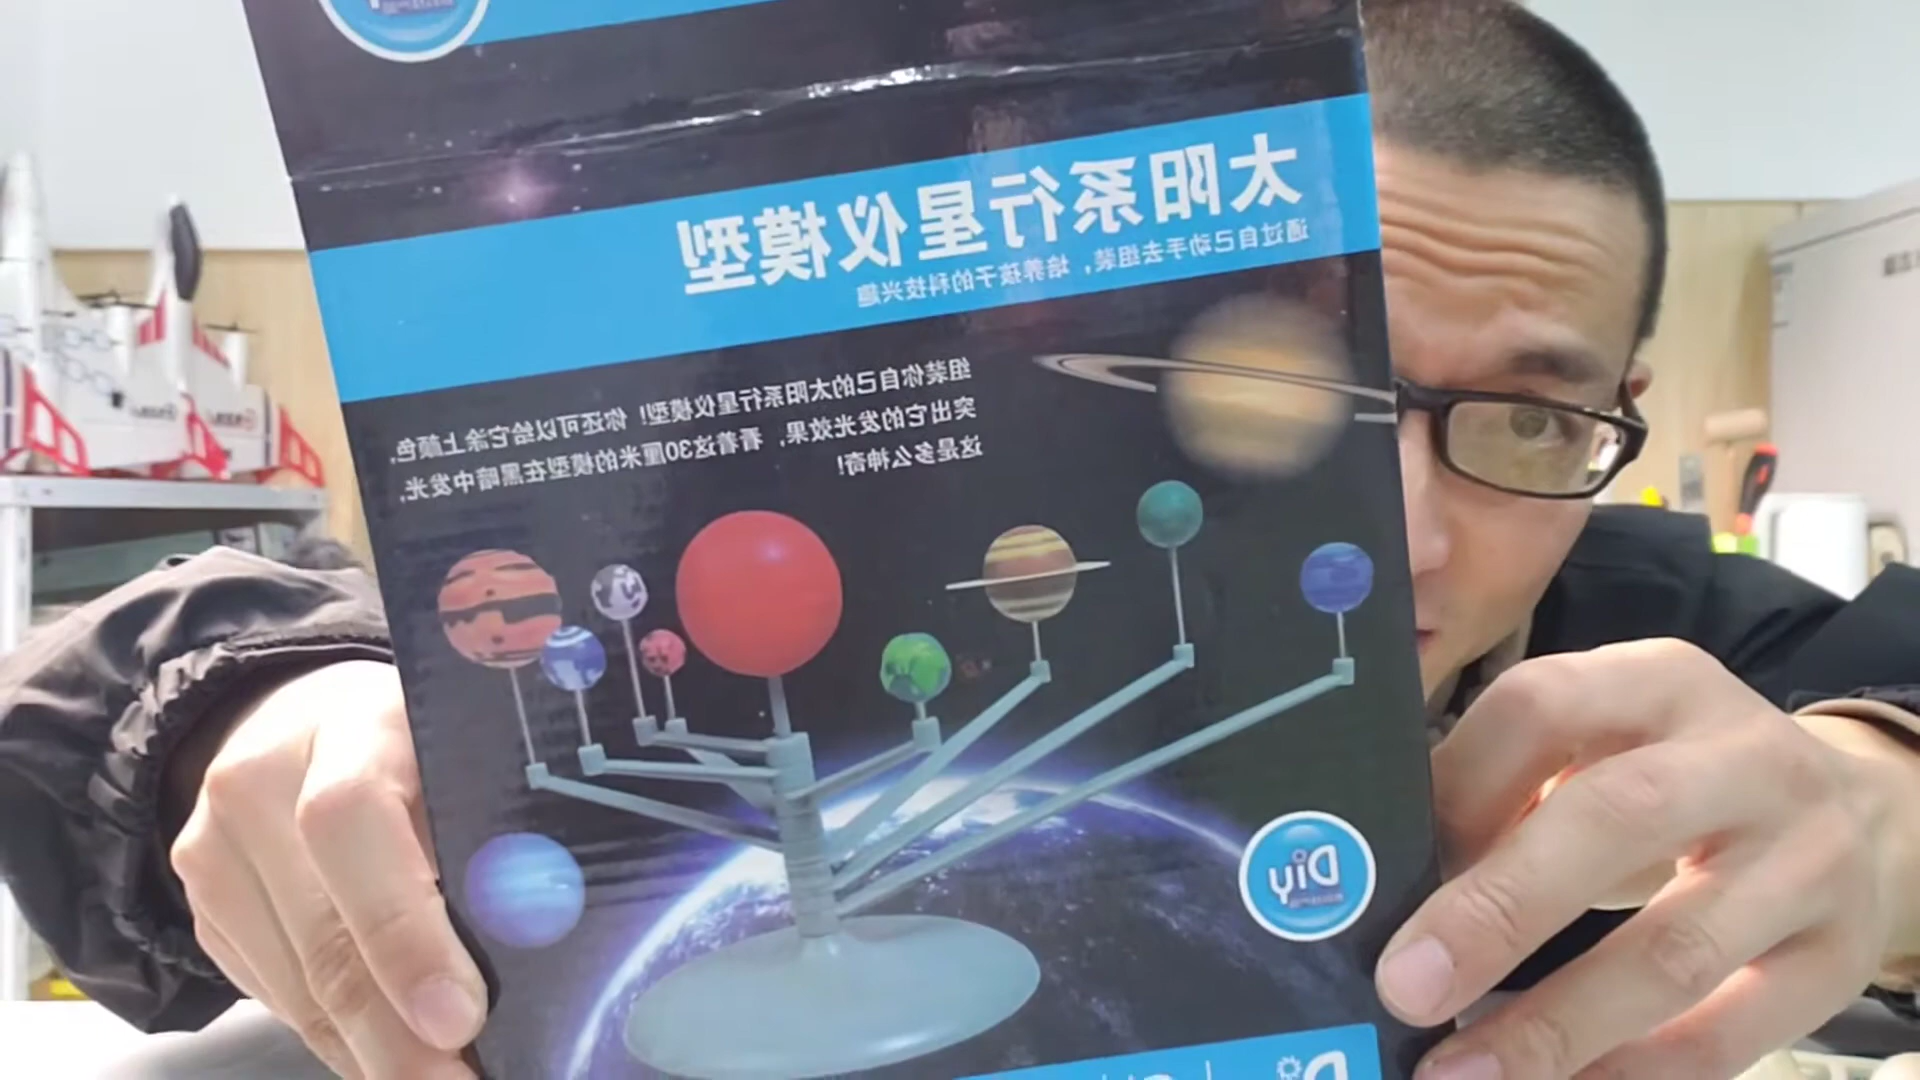 太阳系行星仪模型
通过自己动手去组装，培养孩子的科技兴趣
组装你自己的太阳系行星仪模型！你还可以给它涂上颜色，
突出它的发光效果，看着这30厘米的模型在黑暗中发光，
这是多么神奇！
DiY